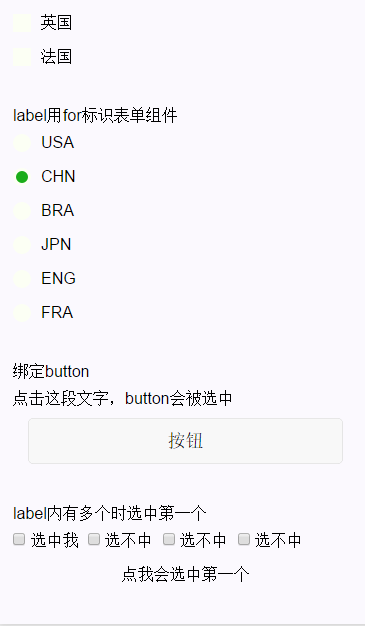 英国
法国
label用for标识表单组件
USA
CHN
BRA
JPN
ENG
FRA
绑定button
点击这段文字，button会被选中
按钮
label内有多个时选中第一个
选中我 选不中 选不中 选不中
点我会选中第一个